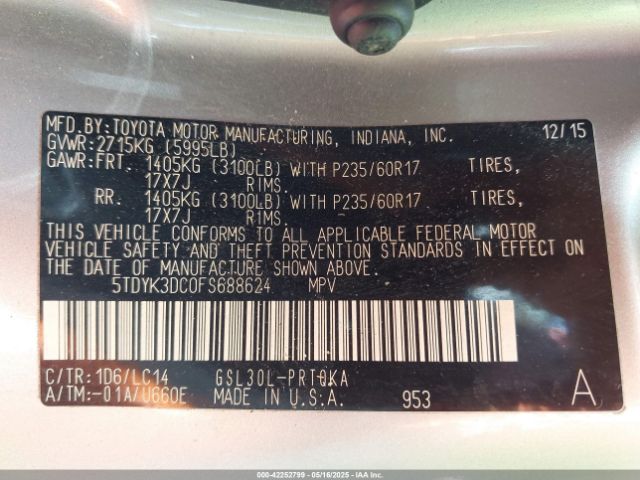 MFD.BY:TOYOTA MOTOR MANUFACTURING, INDIANA, INC. 12/15
GVWR:2715KG (5995LB)
GAWR:FRT. 1405KG (3100LB) WITH P235/60R17 TIRES,
17X7J RIMS.
RR. 1405KG (3100LB) WITH P235/60R17 TIRES,
17X7J RIMS.
THIS VEHICLE CONFORMS TO ALL APPLICABLE FEDERAL MOTOR
VEHICLE SAFETY AND THEFT PREVENTION STANDARDS IN EFFECT ON
THE DATE OF MANUFACTURE SHOWN ABOVE.
5TDYK3DC0FS688624 MPV
C/TR:1D6/LC14 GSL30L-PRTQKA
A/TM:-01A/U660E MADE IN U.S.A. 953 A
000-42252799 - 05/16/2025 - IAAI.com